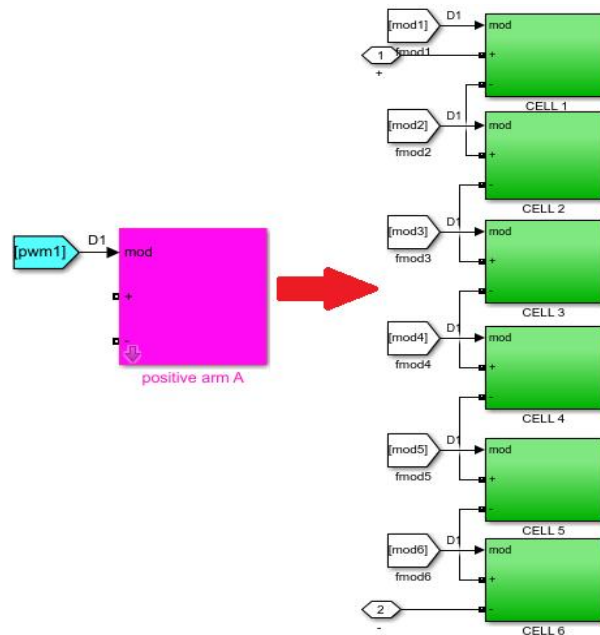 [pwm1]
D1
mod
+
-
positive arm A
[mod1]
D1
fmod1
1
+
mod
+
-
CELL 1
[mod2]
D1
fmod2
mod
+
-
CELL 2
[mod3]
D1
fmod3
mod
+
-
CELL 3
[mod4]
D1
fmod4
mod
+
-
CELL 4
[mod5]
D1
fmod5
mod
+
-
CELL 5
[mod6]
D1
fmod6
mod
+
-
CELL 6
2
-